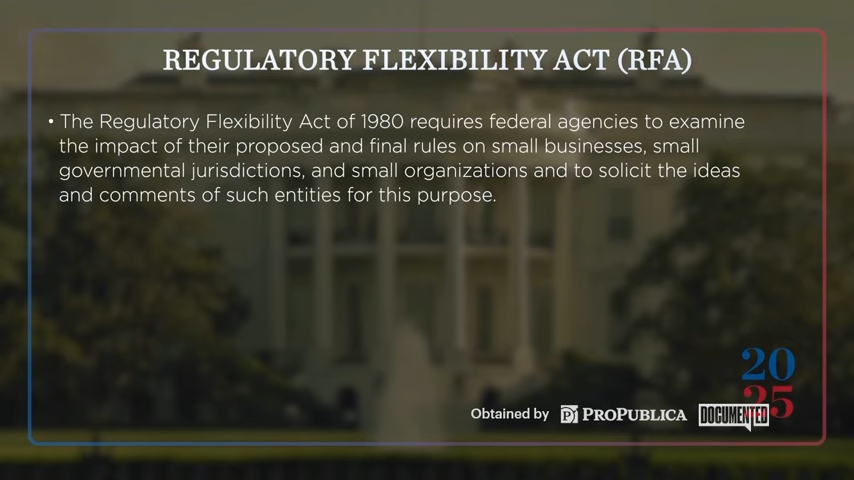 REGULATORY FLEXIBILITY ACT (RFA)
• The Regulatory Flexibility Act of 1980 requires federal agencies to examine
the impact of their proposed and final rules on small businesses, small
governmental jurisdictions, and small organizations and to solicit the ideas
and comments of such entities for this purpose.
20
25
Obtained by PROPUBLICA DOCUMENTED